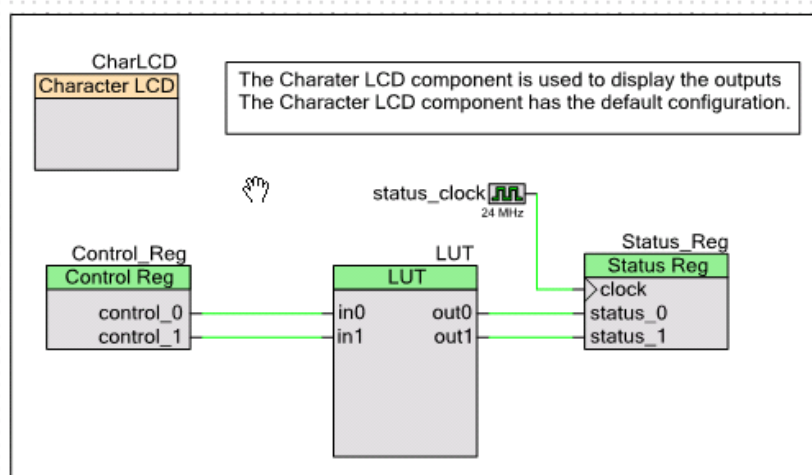 CharLCD
Character LCD
The Charater LCD component is used to display the outputs
The Character LCD component has the default configuration.
status_clock
24 MHz
Control_Reg
Control Reg
control_0
control_1
LUT
LUT
in0 out0
in1 out1
Status_Reg
Status Reg
clock
status_0
status_1